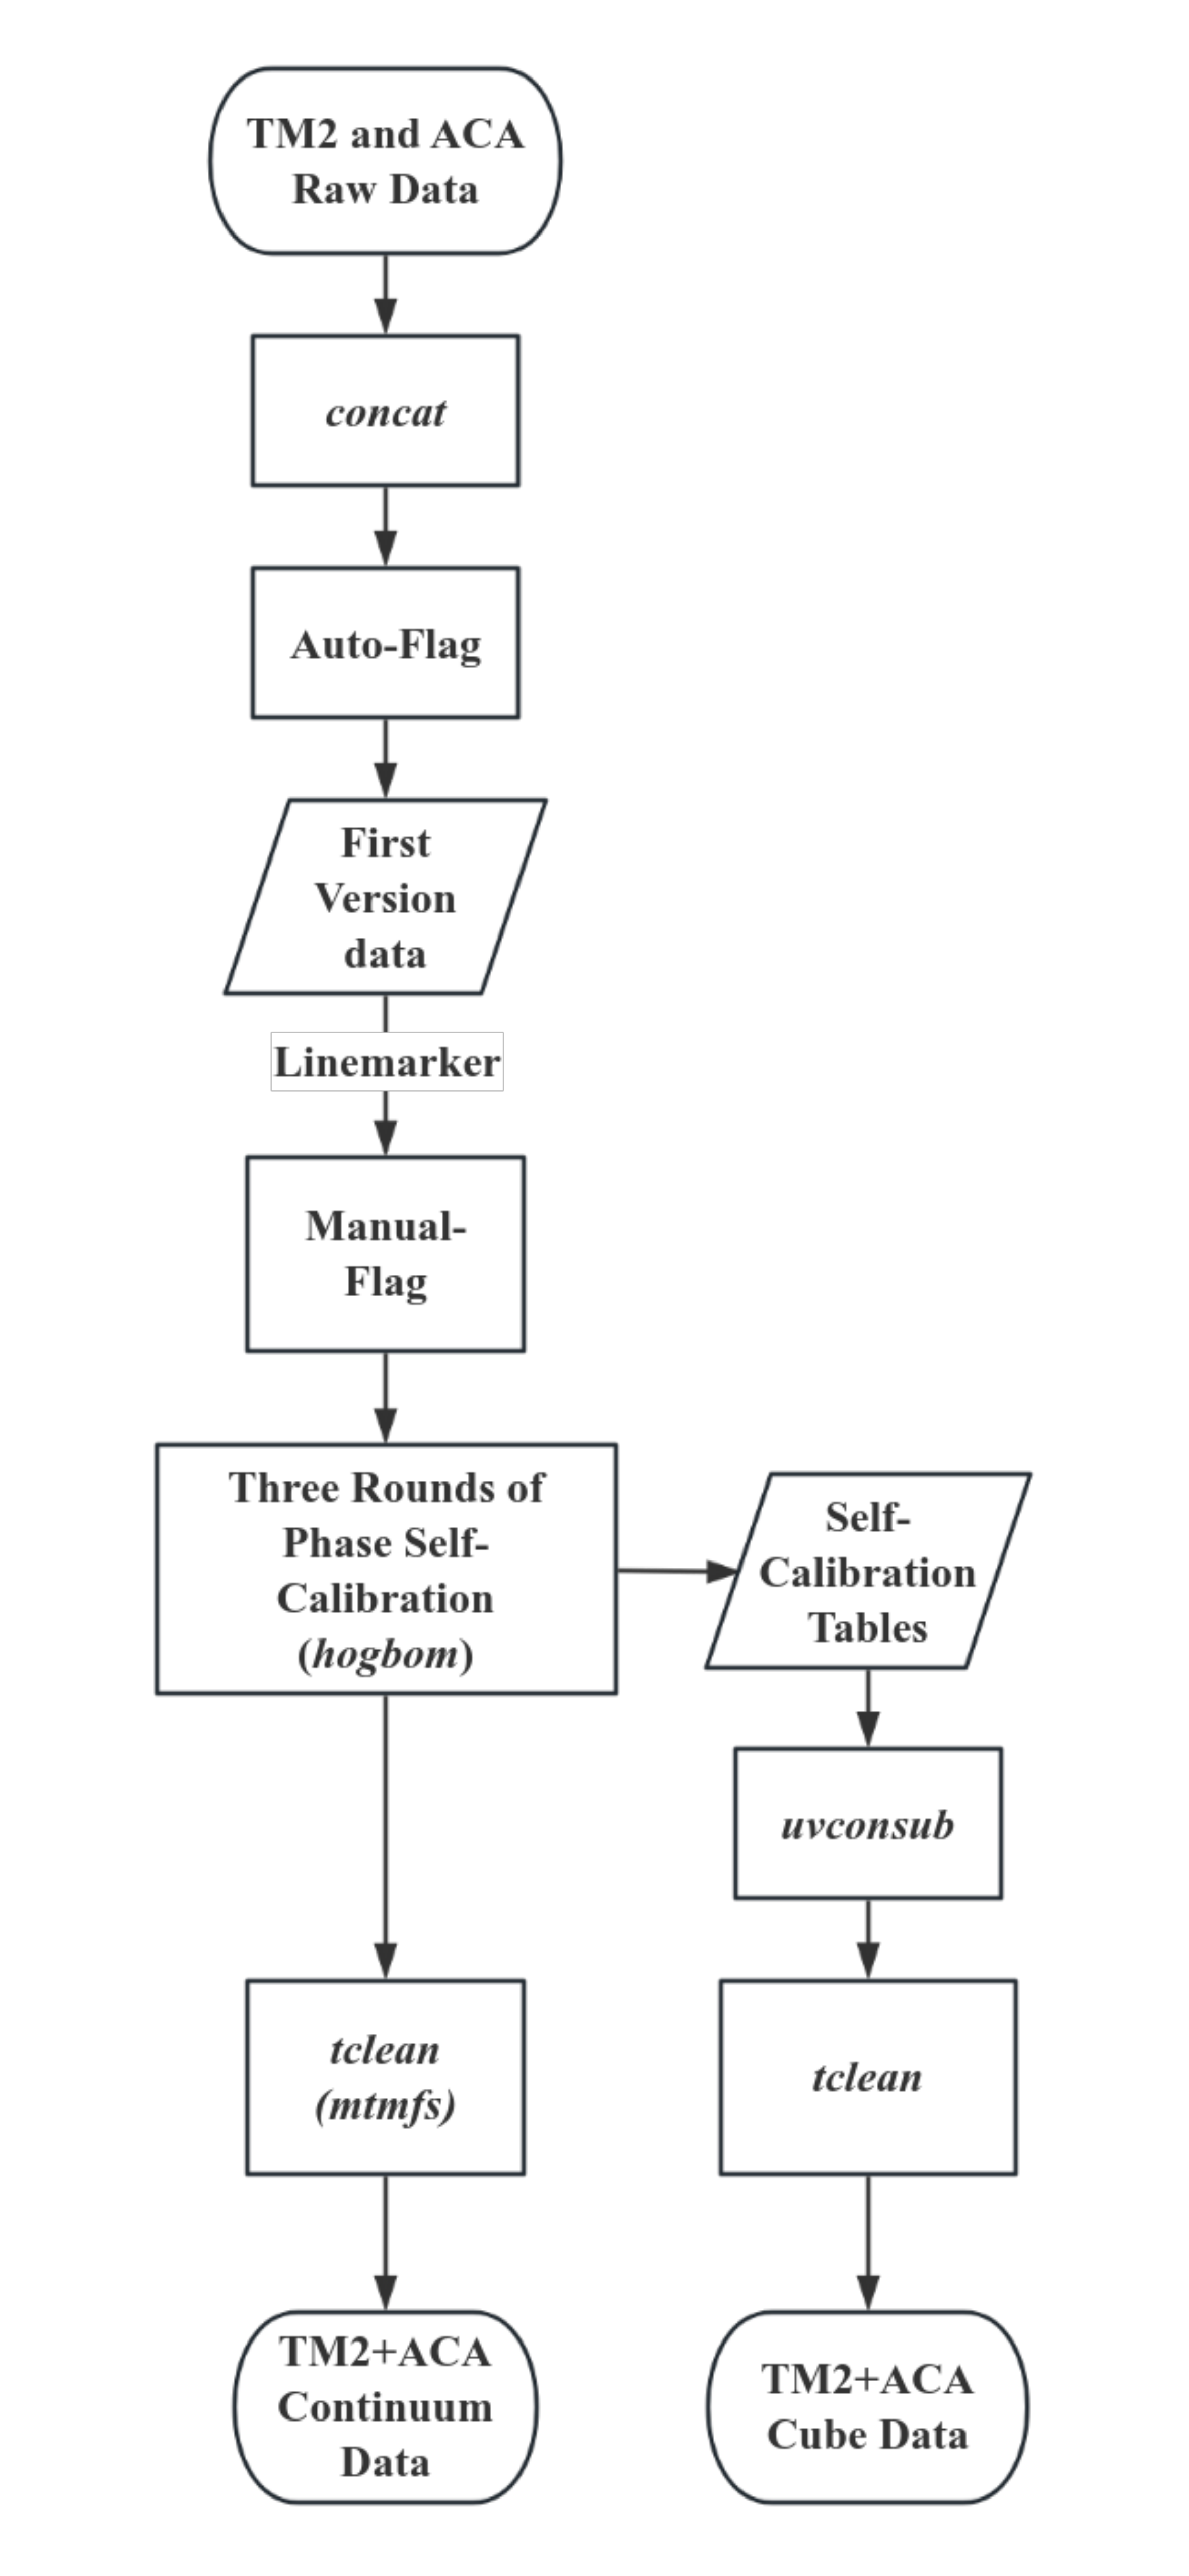 TM2 and ACA
Raw Data
concat
Auto-Flag
First
Version
data
Linemarker
Manual-
Flag
Three Rounds of
Phase Self-
Calibration
(hogbom)
Self-
Calibration
Tables
uvconsub
tclean
(mtmfs)
tclean
TM2+ACA
Continuum
Data
TM2+ACA
Cube Data